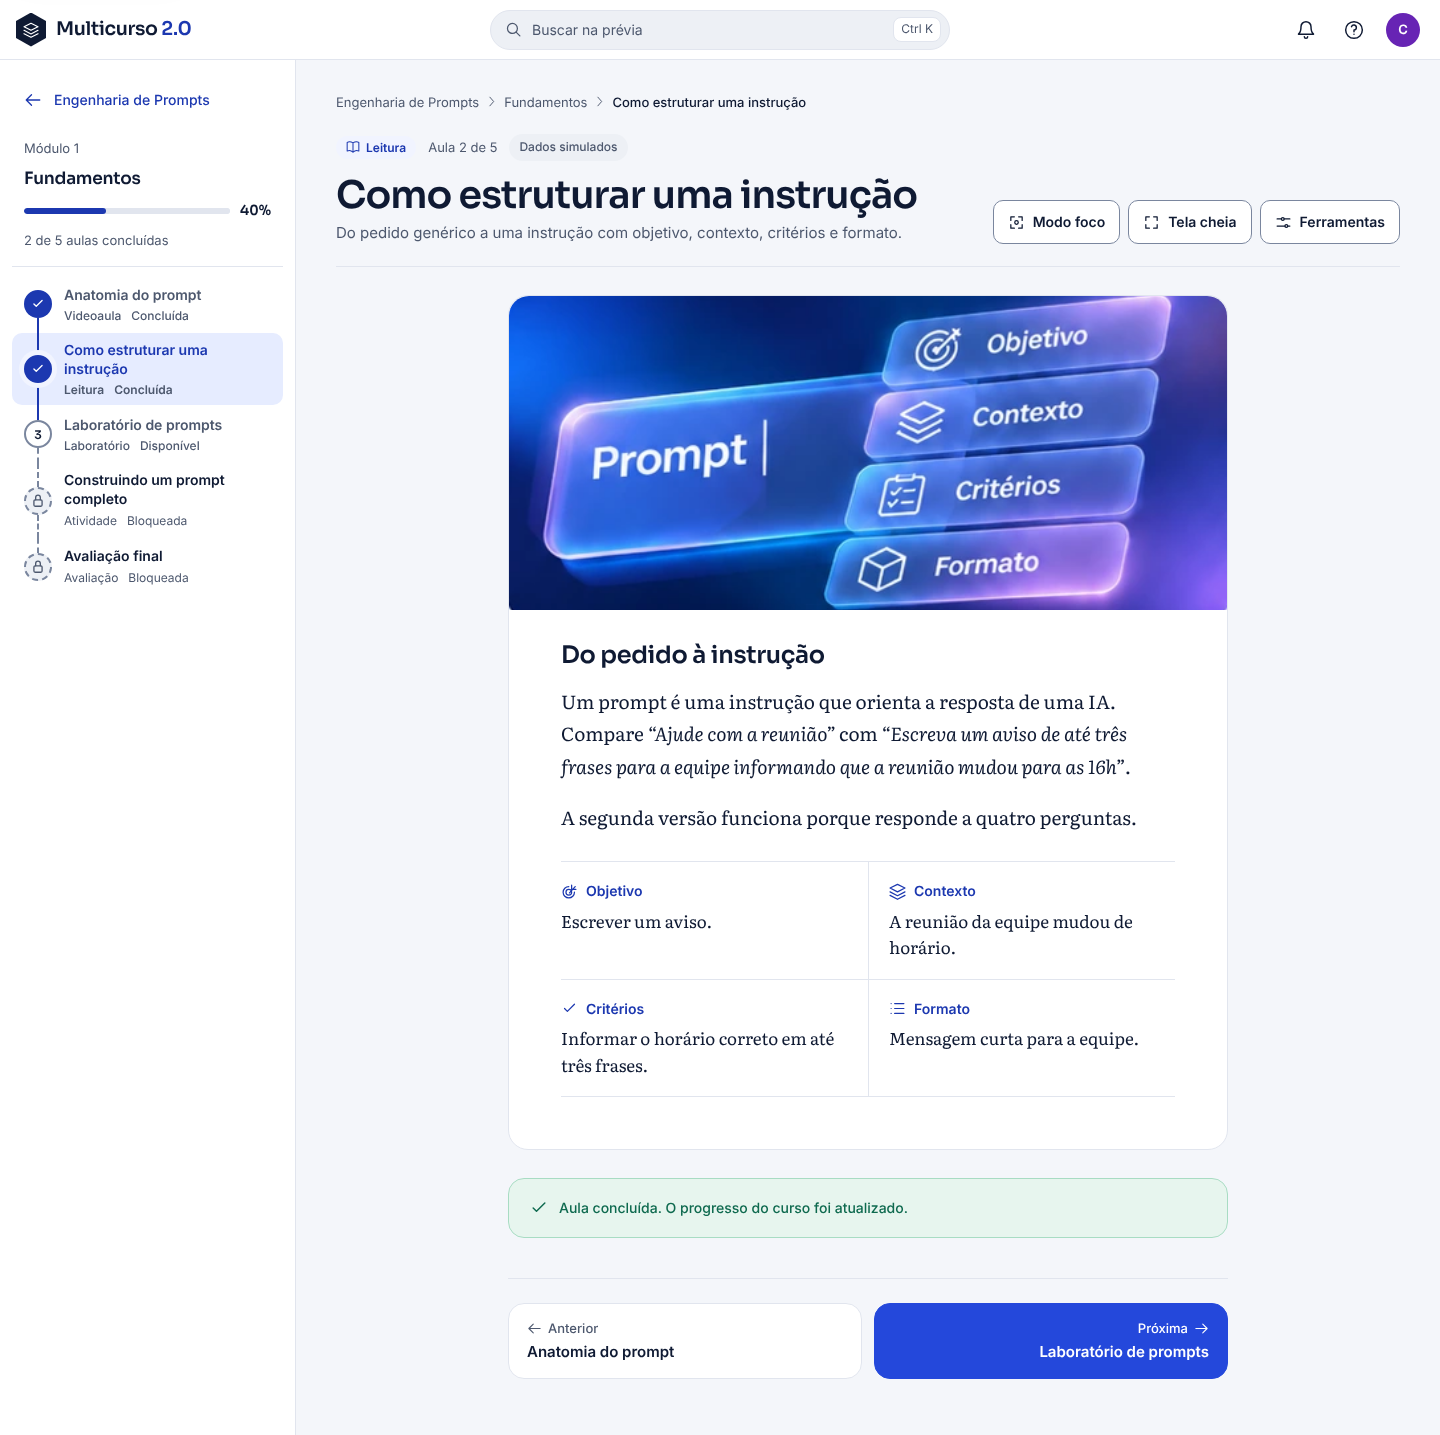 Multicurso 2.0
Buscar na prévia
Ctrl K
C
Engenharia de Prompts
Módulo 1
Fundamentos
40%
2 de 5 aulas concluídas
Anatomia do prompt
Videoaula Concluída
Como estruturar uma
instrução
Leitura Concluída
3
Laboratório de prompts
Laboratório Disponível
Construindo um prompt
completo
Atividade Bloqueada
Avaliação final
Avaliação Bloqueada
Engenharia de Prompts > Fundamentos > Como estruturar uma instrução
Leitura Aula 2 de 5 Dados simulados
Como estruturar uma instrução
Do pedido genérico a uma instrução com objetivo, contexto, critérios e formato.
Modo foco
Tela cheia
Ferramentas
Prompt |
Objetivo
Contexto
Critérios
Formato
Do pedido à instrução
Um prompt é uma instrução que orienta a resposta de uma IA.
Compare “Ajude com a reunião” com “Escreva um aviso de até três
frases para a equipe informando que a reunião mudou para as 16h”.
A segunda versão funciona porque responde a quatro perguntas.
Objetivo
Escrever um aviso.
Contexto
A reunião da equipe mudou de
horário.
Critérios
Informar o horário correto em até
três frases.
Formato
Mensagem curta para a equipe.
Aula concluída. O progresso do curso foi atualizado.
Anterior
Anatomia do prompt
Próxima
Laboratório de prompts